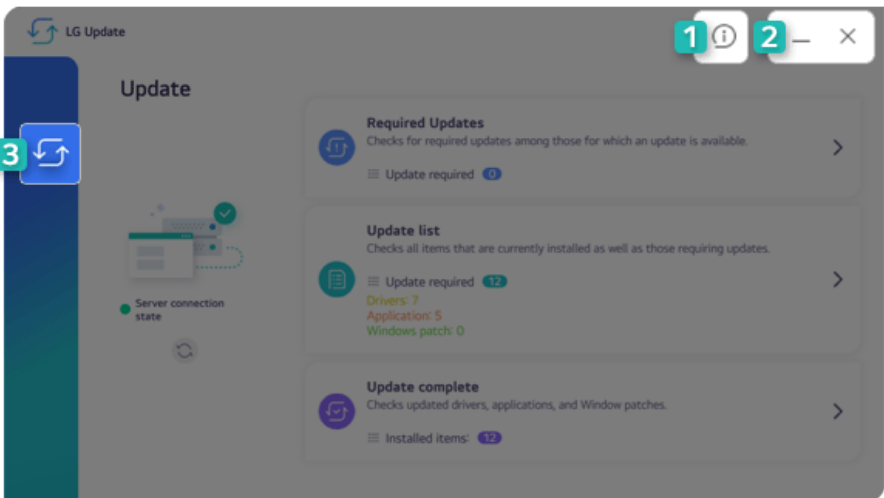 LG Update
1
2
Update
3
Required Updates
Checks for required updates among those for which an update is available.
Update required 0
Update list
Checks all items that are currently installed as well as those requiring updates.
Update required 12
Drivers: 7
Application: 5
Windows patch: 0
Server connection
state
Update complete
Checks updated drivers, applications, and Window patches.
Installed items: 12